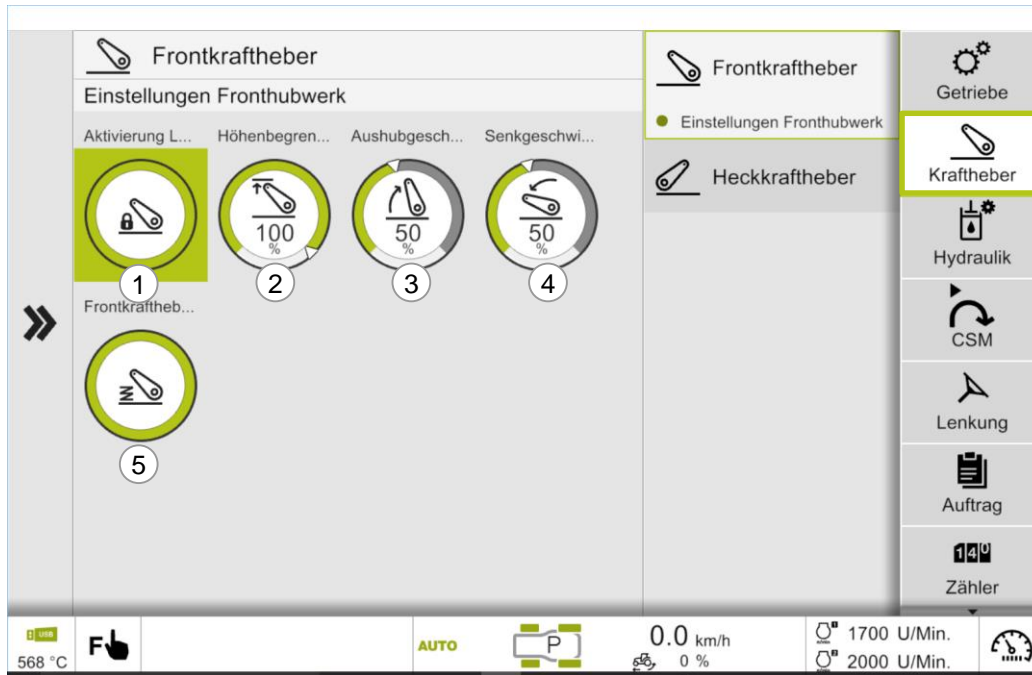 Frontkraftheber
Einstellungen Fronthubwerk
Aktivierung L... Höhenbegren... Aushubgesch... Senkgeschwi...
100 % 50 % 50 %
1 2 3 4
Frontkraftheb...
5
Frontkraftheber
Einstellungen Fronthubwerk
Heckkraftheber
Getriebe
Kraftheber
Hydraulik
CSM
Lenkung
Auftrag
140
Zähler
USB
568 °C
F
AUTO
P
0.0 km/h
0 %
1700 U/Min.
2000 U/Min.